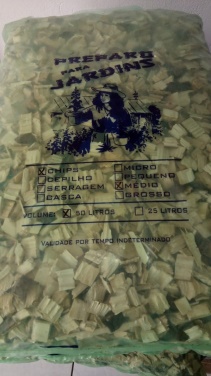 PREPARO
PARA
JARDINS
CHIPS MICRO
CEPILHO PEQUENO
SERRAGEM MÉDIO
CASCA GROSSO
VOLUME: 50 LITROS 25 LITROS
VALIDADE POR TEMPO INDETERMINADO